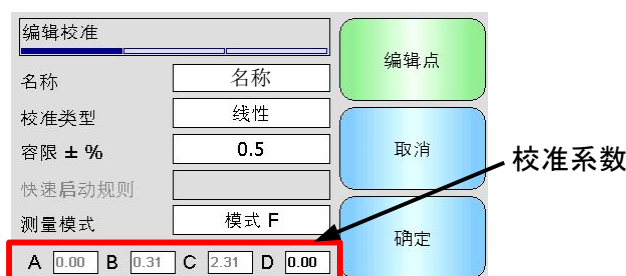 编辑校准
编辑点
名称 名称
校准类型 线性
容限 ± % 0.5
取消
校准系数
快速启动规则
测量模式 模式 F
确定
A 0.00 B 0.31 C 2.31 D 0.00